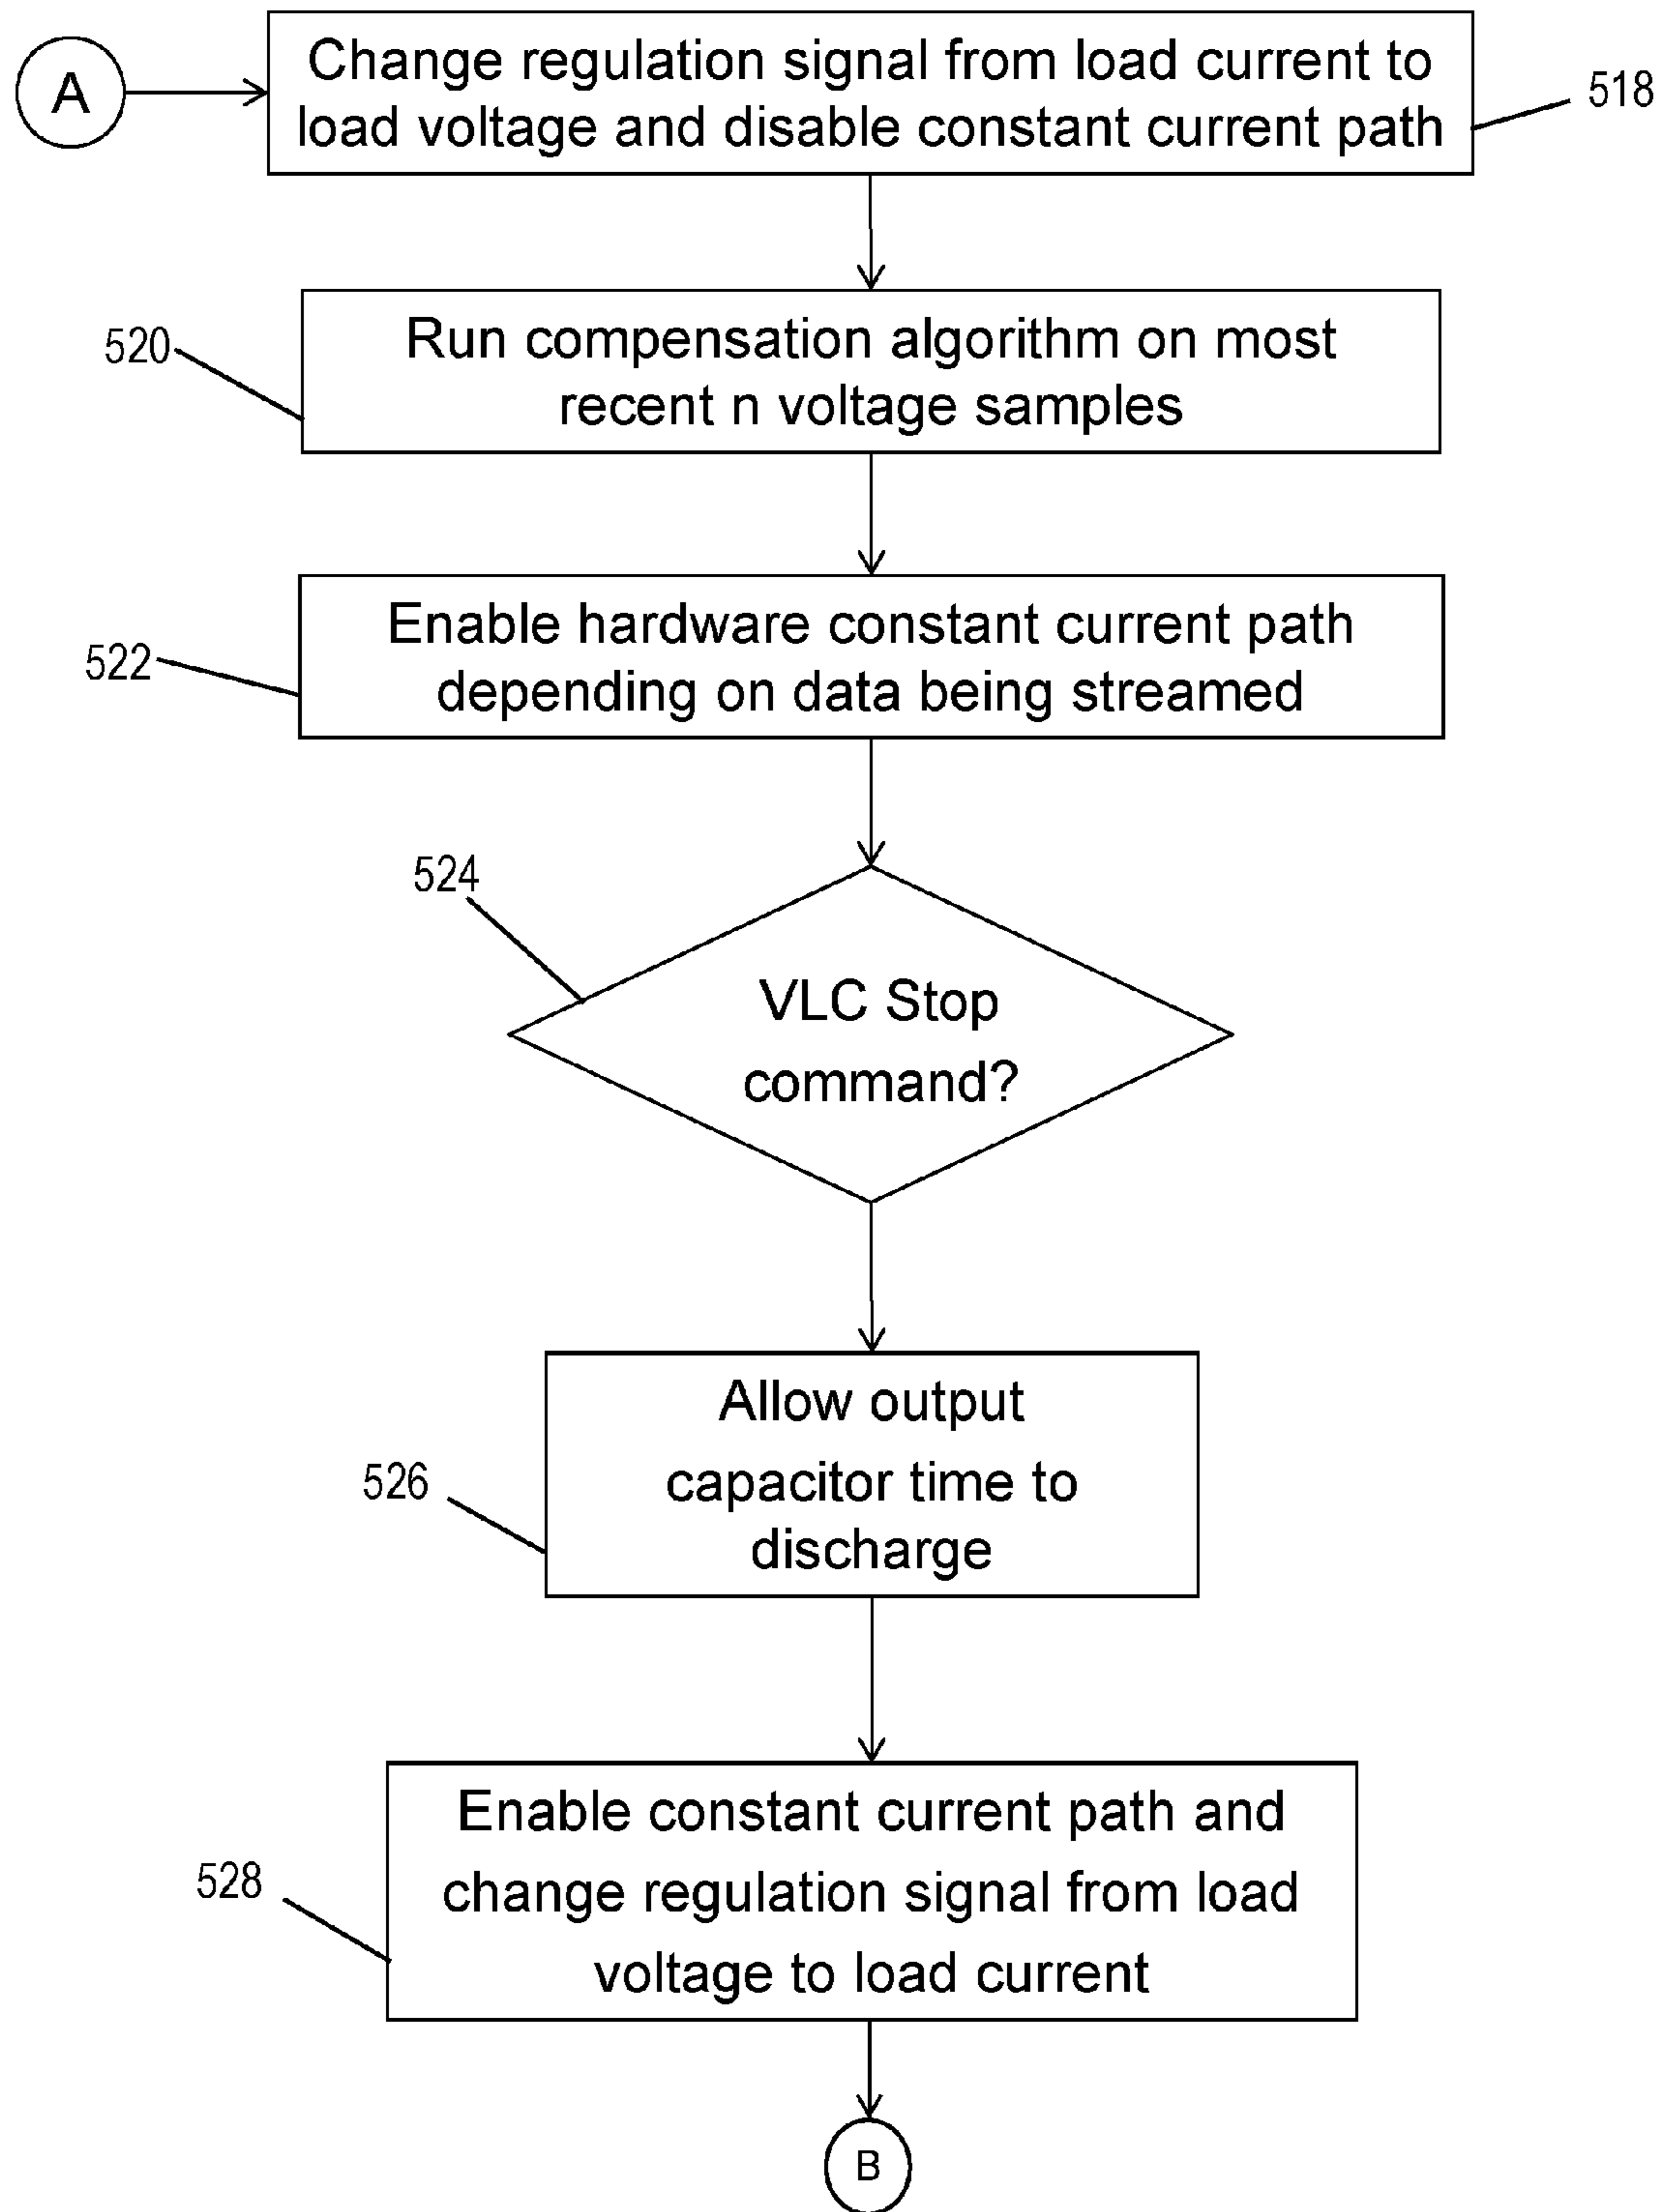 A
Change regulation signal from load current to
load voltage and disable constant current path
518
520
Run compensation algorithm on most
recent n voltage samples
522
Enable hardware constant current path
depending on data being streamed
524
VLC Stop
command?
526
Allow output
capacitor time to
discharge
528
Enable constant current path and
change regulation signal from load
voltage to load current
B